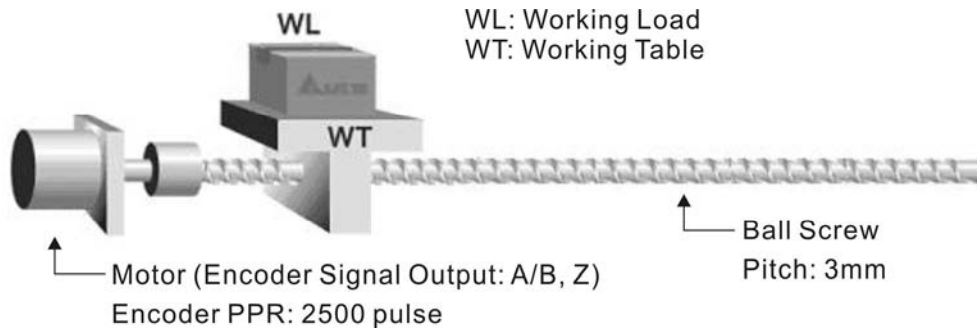 WL
WL: Working Load
WT: Working Table
WT
Ball Screw
Pitch: 3mm
Motor (Encoder Signal Output: A/B, Z)
Encoder PPR: 2500 pulse